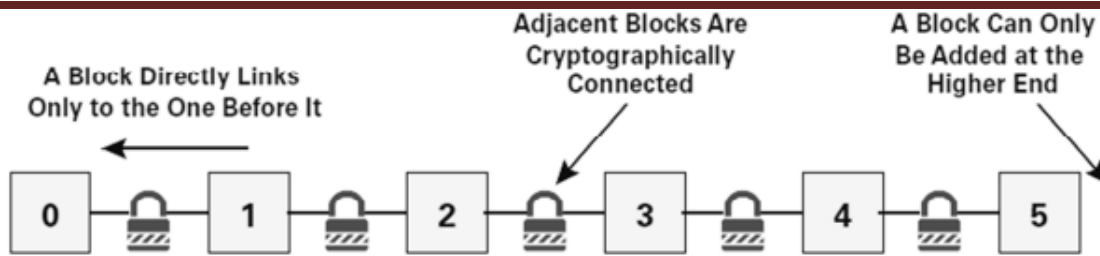 A Block Directly Links
Only to the One Before It
Adjacent Blocks Are
Cryptographically
Connected
A Block Can Only
Be Added at the
Higher End
0
1
2
3
4
5